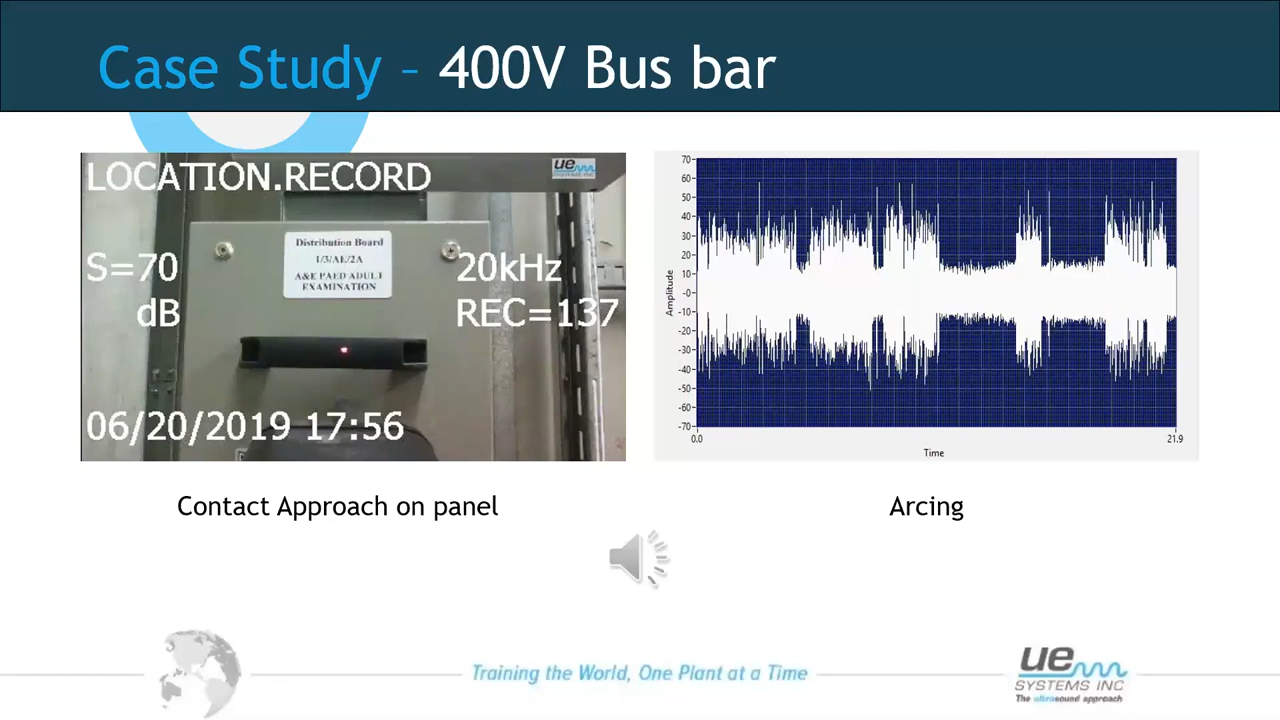 Case Study – 400V Bus bar
ue
SYSTEMS INC
LOCATION.RECORD
Distribution Board
1/3/AE/2A
A&E PAED ADULT
EXAMINATION
S=70
dB
20kHz
REC=137
06/20/2019 17:56
70
60
50
40
30
20
10
-0
-10
-20
-30
-40
-50
-60
-70
Amplitude
0.0
21.9
Time
Contact Approach on panel
Arcing
Training the World, One Plant at a Time
ue
SYSTEMS INC
The ultrasound approach